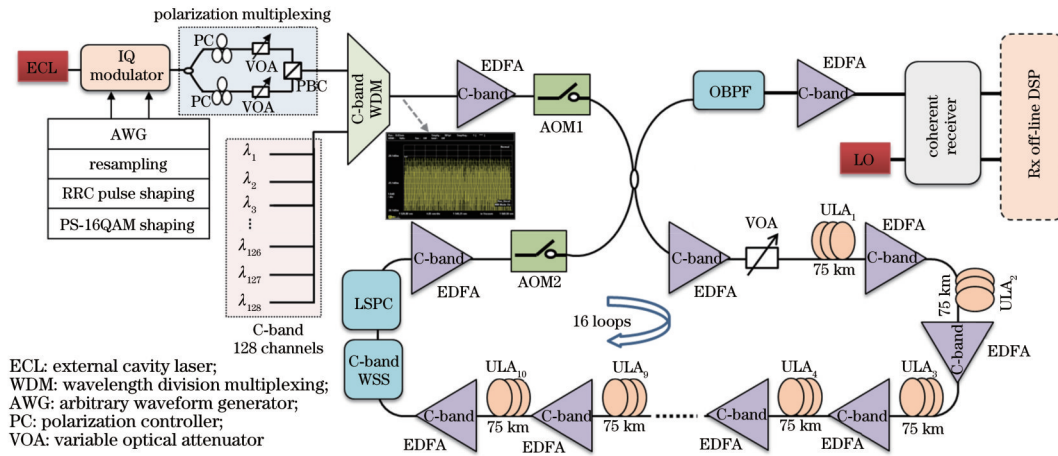 polarization multiplexing
ECL
IQ
modulator
PC
VOA
PC
VOA
PBC
AWG
resampling
RRC pulse shaping
PS-16QAM shaping
λ1
λ2
λ3
⋮
λ126
λ127
λ128
C-band
128 channels
C-band
WDM
EDFA
C-band
AOM1
OBPF
EDFA
C-band
LO
coherent
receiver
Rx off-line DSP
C-band
EDFA
AOM2
C-band
EDFA
VOA
ULA1
75 km
EDFA
C-band
75 km
ULA2
C-band
EDFA
16 loops
LSPC
C-band
WSS
C-band
EDFA
ULA10
75 km
C-band
EDFA
ULA9
75 km
C-band
EDFA
ULA4
75 km
C-band
EDFA
ULA3
75 km
ECL: external cavity laser;
WDM: wavelength division multiplexing;
AWG: arbitrary waveform generator;
PC: polarization controller;
VOA: variable optical attenuator